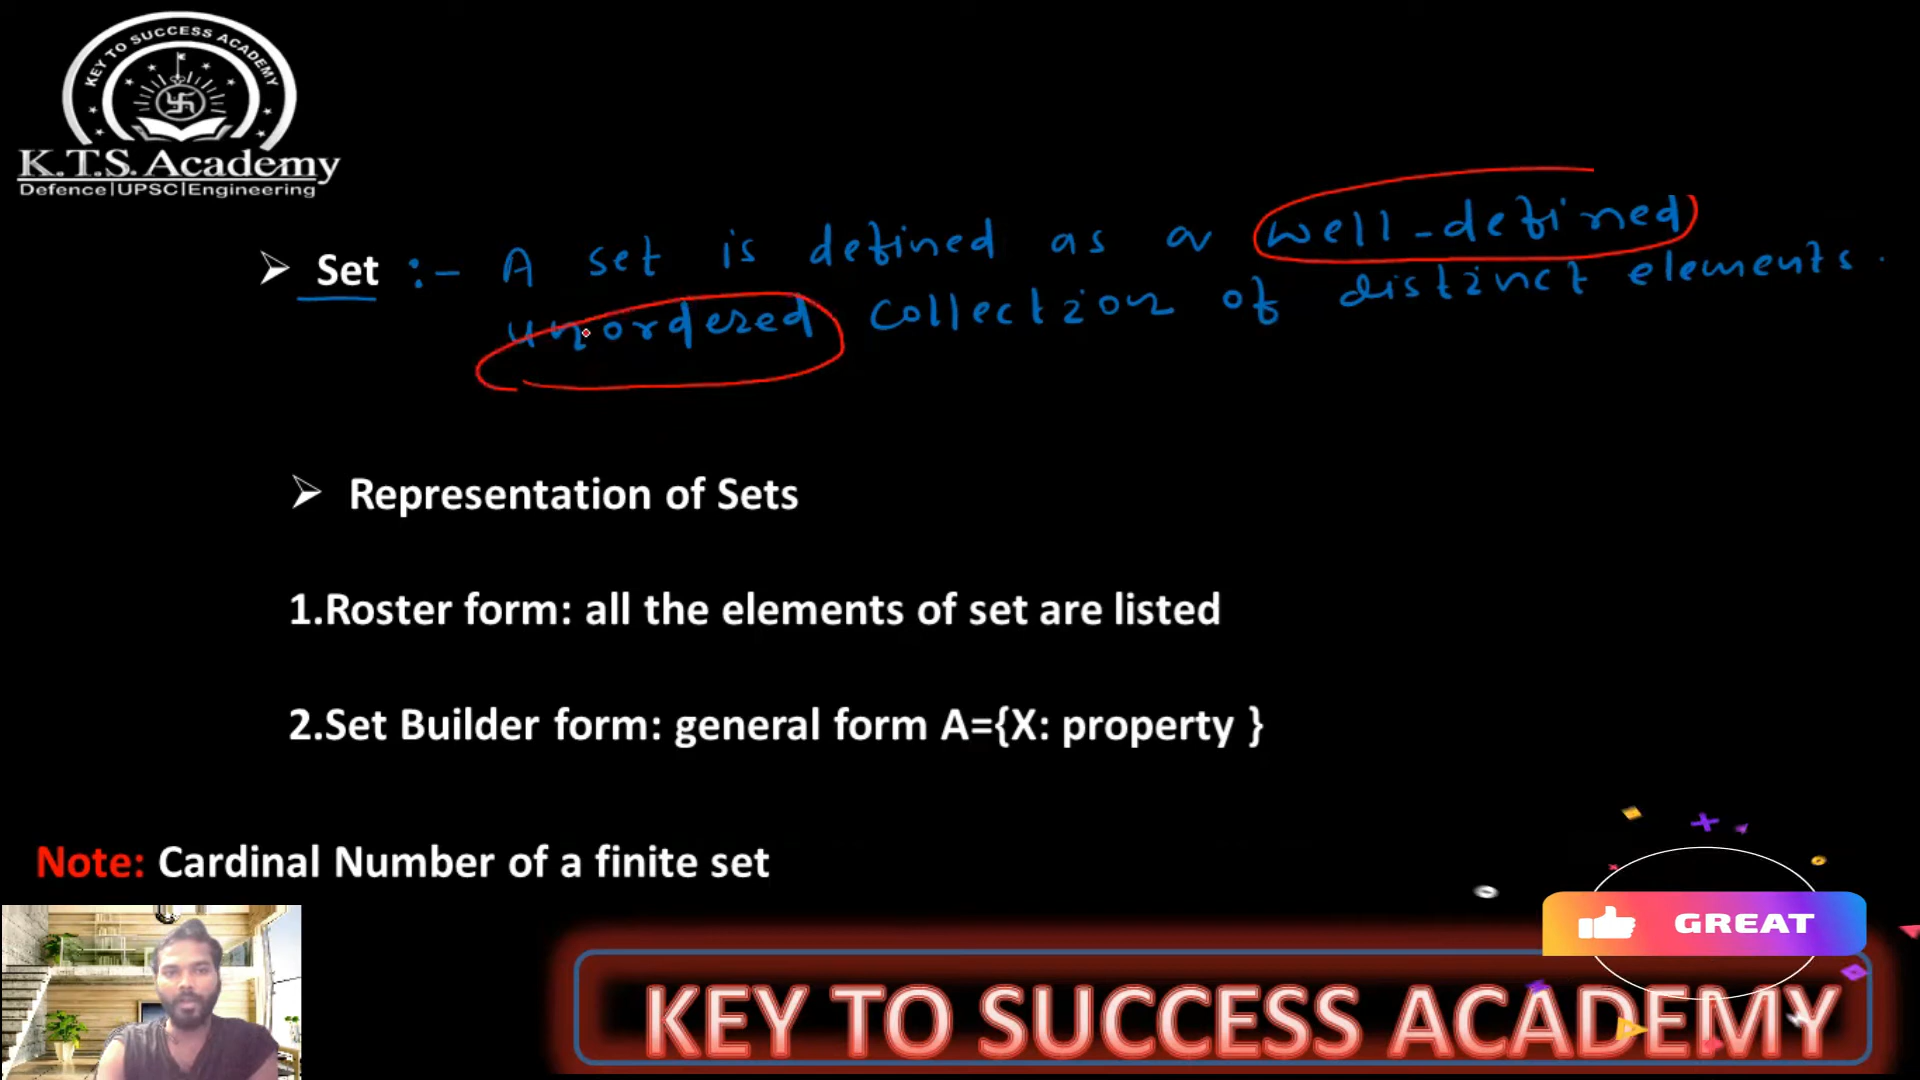 KEY TO SUCCESS ACADEMY
K.T.S. Academy
Defence|UPSC|Engineering
➢ Set :- A set is defined as a well-defined
unordered collection of distinct elements.
➢ Representation of Sets
1.Roster form: all the elements of set are listed
2.Set Builder form: general form A={X: property }
Note: Cardinal Number of a finite set
GREAT
KEY TO SUCCESS ACADEMY